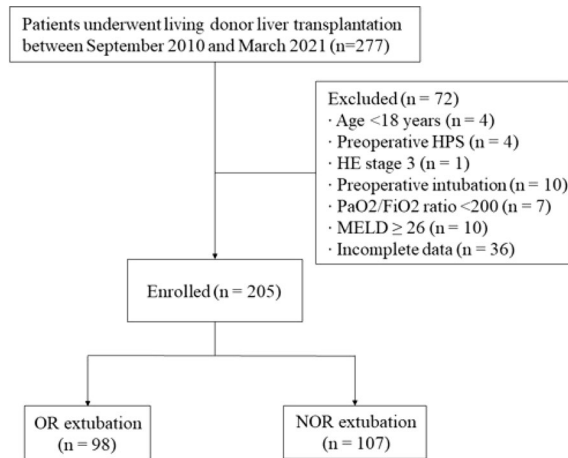 Patients underwent living donor liver transplantation
between September 2010 and March 2021 (n=277)
Excluded (n = 72)
· Age <18 years (n = 4)
· Preoperative HPS (n = 4)
· HE stage 3 (n = 1)
· Preoperative intubation (n = 10)
· PaO2/FiO2 ratio <200 (n = 7)
· MELD ≥ 26 (n = 10)
· Incomplete data (n = 36)
Enrolled (n = 205)
OR extubation
(n = 98)
NOR extubation
(n = 107)